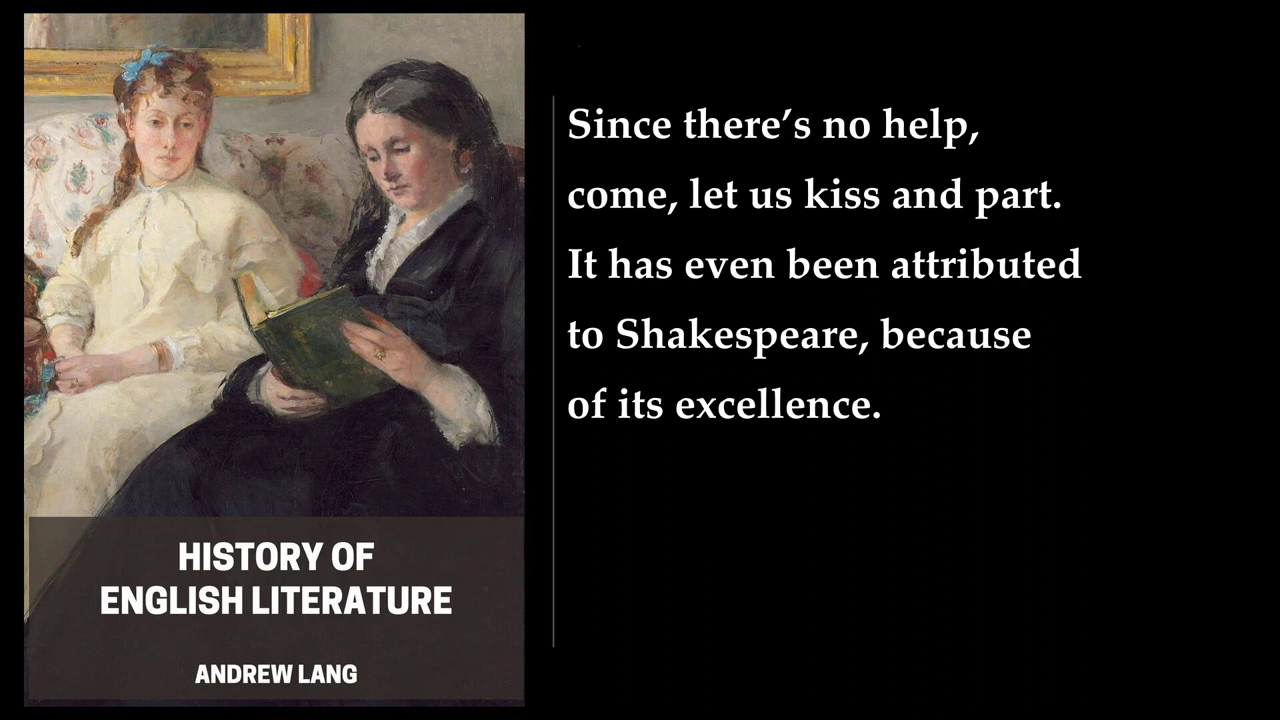 Since there’s no help,
come, let us kiss and part.
It has even been attributed
to Shakespeare, because
of its excellence.
HISTORY OF
ENGLISH LITERATURE
ANDREW LANG